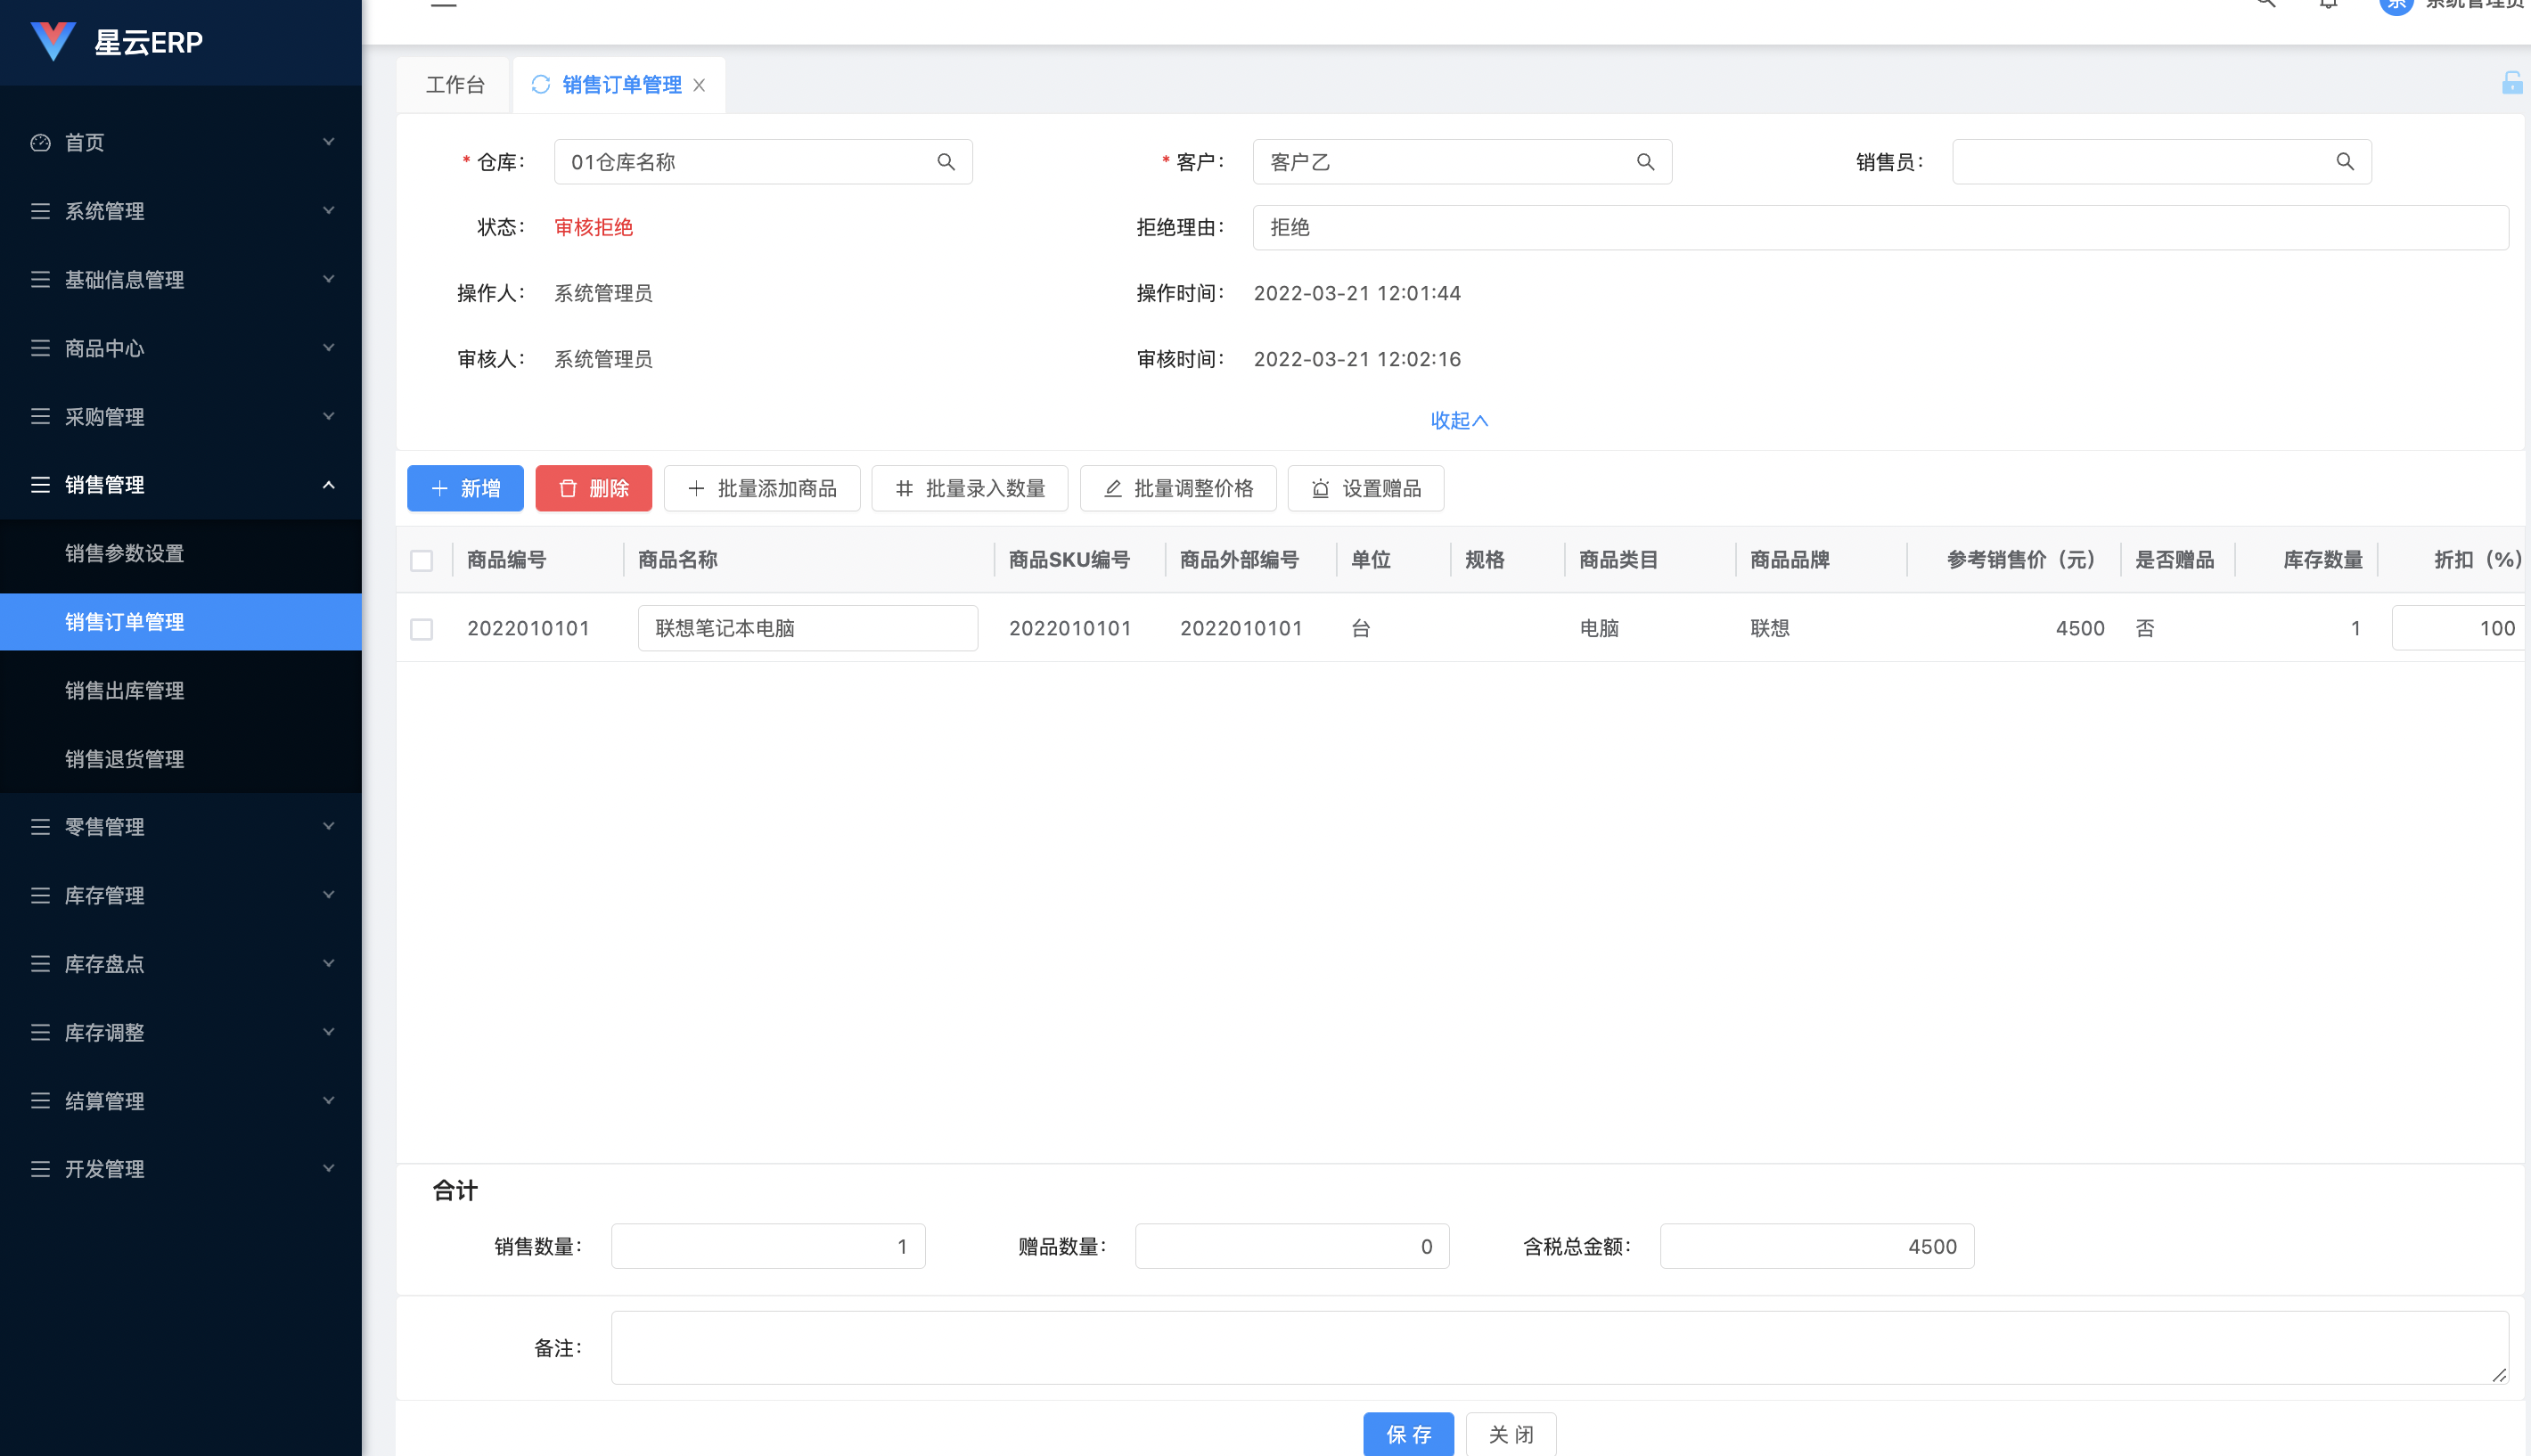 星云ERP
系 系统管理员
首页
系统管理
基础信息管理
商品中心
采购管理
销售管理
销售参数设置
销售订单管理
销售出库管理
销售退货管理
零售管理
库存管理
库存盘点
库存调整
结算管理
开发管理
工作台 销售订单管理
* 仓库： 01仓库名称 * 客户： 客户乙 销售员：
状态： 审核拒绝 拒绝理由： 拒绝
操作人： 系统管理员 操作时间： 2022-03-21 12:01:44
审核人： 系统管理员 审核时间： 2022-03-21 12:02:16
收起
新增 删除 批量添加商品 批量录入数量 批量调整价格 设置赠品
商品编号 商品名称 商品SKU编号 商品外部编号 单位 规格 商品类目 商品品牌 参考销售价（元） 是否赠品 库存数量 折扣（%）
2022010101 联想笔记本电脑 2022010101 2022010101 台 电脑 联想 4500 否 1 100
合计
销售数量： 1 赠品数量： 0 含税总金额： 4500
备注：
保 存 关 闭